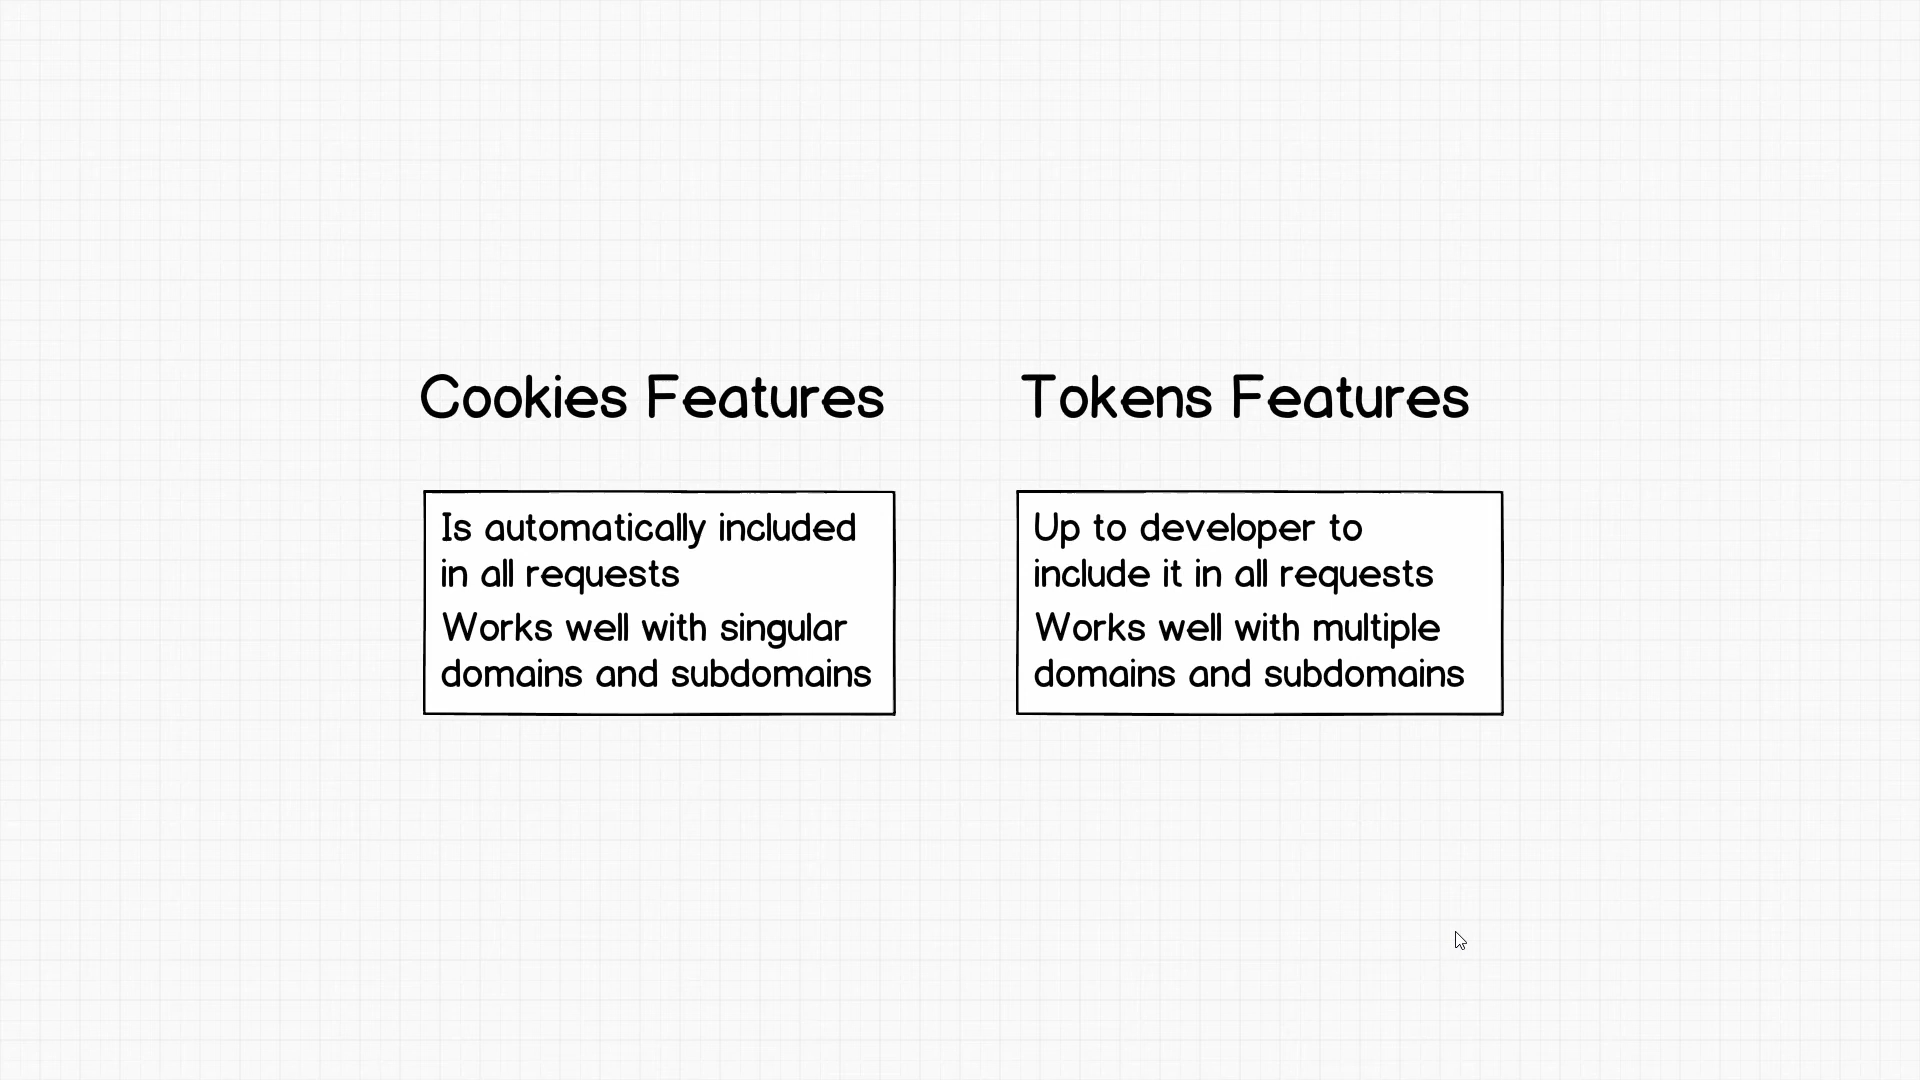 Cookies Features
Is automatically included
in all requests
Works well with singular
domains and subdomains
Tokens Features
Up to developer to
include it in all requests
Works well with multiple
domains and subdomains